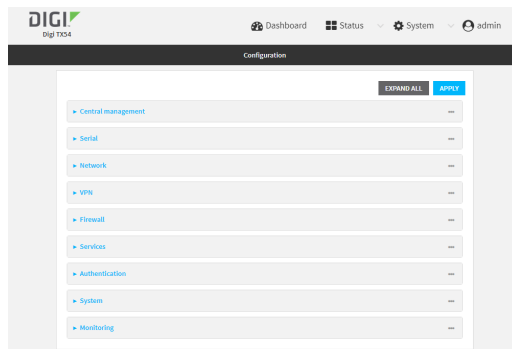 DIGI
Digi TX54
Dashboard Status System admin
Configuration
EXPAND ALL APPLY
Central management
Serial
Network
VPN
Firewall
Services
Authentication
System
Monitoring